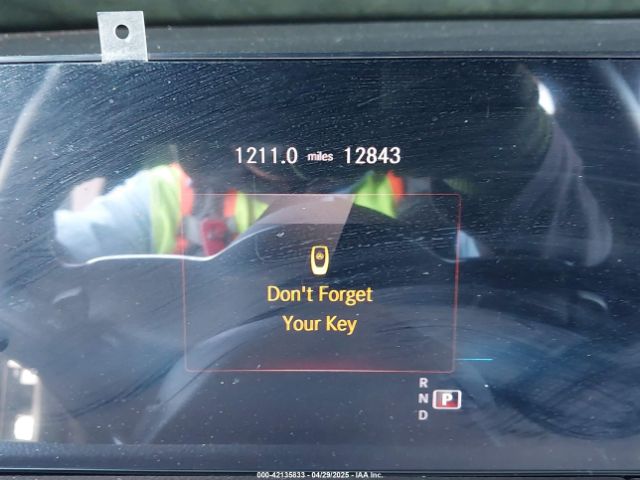 1211.0 miles 12843
Don't Forget
Your Key
R
N P
D
000-42135833 - 04/29/2025 - IAA Inc.